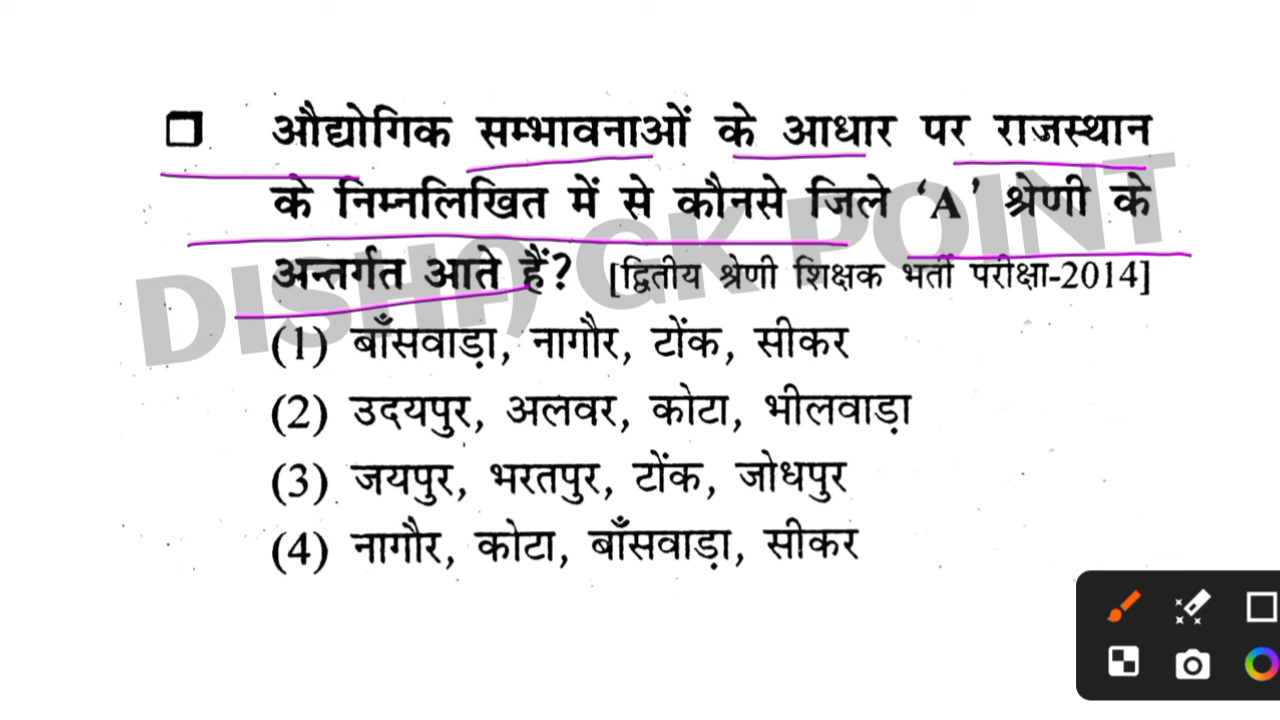 औद्योगिक सम्भावनाओं के आधार पर राजस्थान
के निम्नलिखित में से कौनसे जिले ‘A’ श्रेणी के
अन्तर्गत आते हैं? [द्वितीय श्रेणी शिक्षक भर्ती परीक्षा-2014]
(1) बाँसवाड़ा, नागौर, टोंक, सीकर
(2) उदयपुर, अलवर, कोटा, भीलवाड़ा
(3) जयपुर, भरतपुर, टोंक, जोधपुर
(4) नागौर, कोटा, बाँसवाड़ा, सीकर
DISHA GK POINT